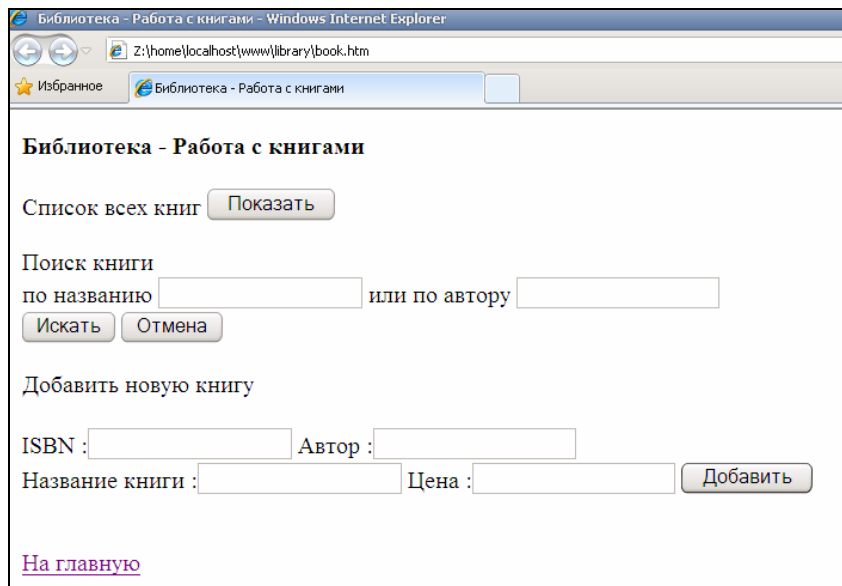 Библиотека - Работа с книгами - Windows Internet Explorer
Z:\home\localhost\www\library\book.htm
Избранное Библиотека - Работа с книгами
Библиотека - Работа с книгами
Список всех книг Показать
Поиск книги
по названию или по автору
Искать Отмена
Добавить новую книгу
ISBN : Автор :
Название книги : Цена : Добавить
На главную